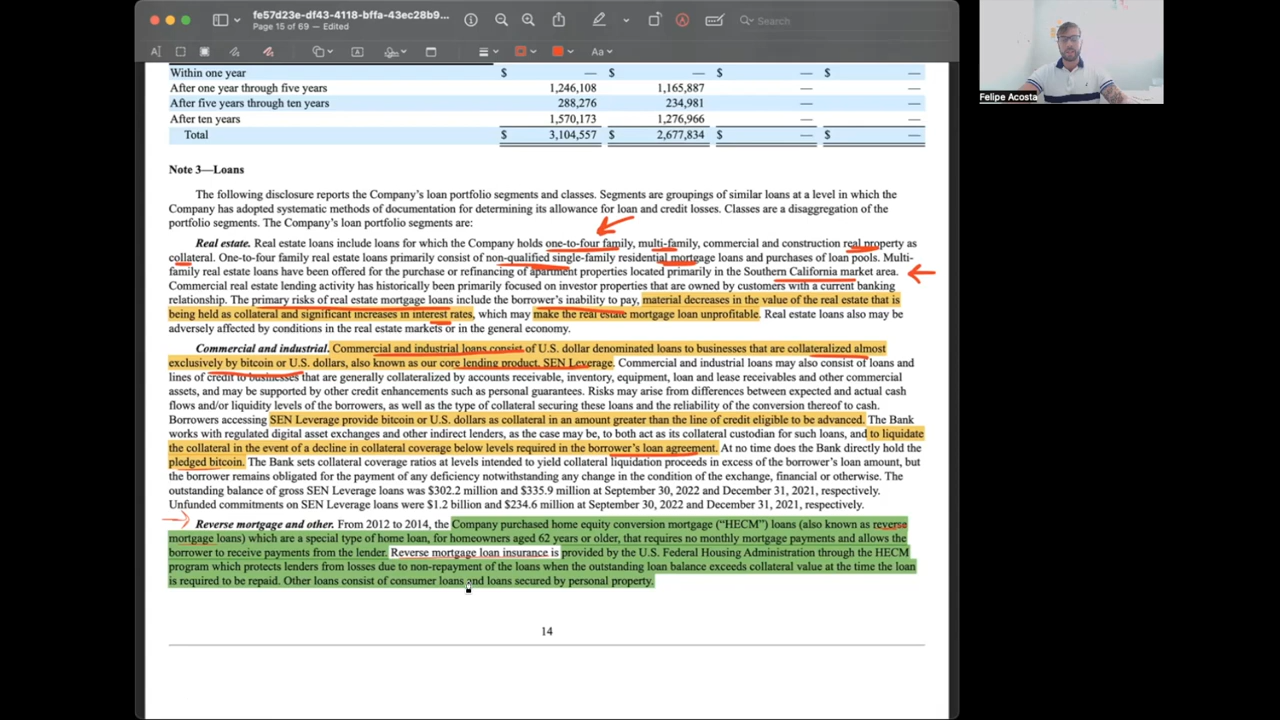 fe57d23e-df43-4118-bffa-43ec28b9...
Page 15 of 69 — Edited
Search
Aa
Felipe Acosta
Within one year $ — $ — $ — $ —
After one year through five years 1,246,108 1,165,887 — —
After five years through ten years 288,276 234,981 — —
After ten years 1,570,173 1,276,966 — —
Total $ 3,104,557 $ 2,677,834 $ — $ —
Note 3—Loans
The following disclosure reports the Company's loan portfolio segments and classes. Segments are groupings of similar loans at a level in which the
Company has adopted systematic methods of documentation for determining its allowance for loan and credit losses. Classes are a disaggregation of the
portfolio segments. The Company's loan portfolio segments are:
Real estate. Real estate loans include loans for which the Company holds one-to-four family, multi-family, commercial and construction real property as
collateral. One-to-four family real estate loans primarily consist of non-qualified single-family residential mortgage loans and purchases of loan pools. Multi-
family real estate loans have been offered for the purchase or refinancing of apartment properties located primarily in the Southern California market area.
Commercial real estate lending activity has historically been primarily focused on investor properties that are owned by customers with a current banking
relationship. The primary risks of real estate mortgage loans include the borrower's inability to pay, material decreases in the value of the real estate that is
being held as collateral and significant increases in interest rates, which may make the real estate mortgage loan unprofitable. Real estate loans also may be
adversely affected by conditions in the real estate markets or in the general economy.
Commercial and industrial. Commercial and industrial loans consist of U.S. dollar denominated loans to businesses that are collateralized almost
exclusively by bitcoin or U.S. dollars, also known as our core lending product, SEN Leverage. Commercial and industrial loans may also consist of loans and
lines of credit to businesses that are generally collateralized by accounts receivable, inventory, equipment, loan and lease receivables and other commercial
assets, and may be supported by other credit enhancements such as personal guarantees. Risks may arise from differences between expected and actual cash
flows and/or liquidity levels of the borrowers, as well as the type of collateral securing these loans and the reliability of the conversion thereof to cash.
Borrowers accessing SEN Leverage provide bitcoin or U.S. dollars as collateral in an amount greater than the line of credit eligible to be advanced. The Bank
works with regulated digital asset exchanges and other indirect lenders, as the case may be, to both act as its collateral custodian for such loans, and to liquidate
the collateral in the event of a decline in collateral coverage below levels required in the borrower's loan agreement. At no time does the Bank directly hold the
pledged bitcoin. The Bank sets collateral coverage ratios at levels intended to yield collateral liquidation proceeds in excess of the borrower's loan amount, but
the borrower remains obligated for the payment of any deficiency notwithstanding any change in the condition of the exchange, financial or otherwise. The
outstanding balance of gross SEN Leverage loans was $302.2 million and $335.9 million at September 30, 2022 and December 31, 2021, respectively.
Unfunded commitments on SEN Leverage loans were $1.2 billion and $234.6 million at September 30, 2022 and December 31, 2021, respectively.
Reverse mortgage and other. From 2012 to 2014, the Company purchased home equity conversion mortgage ("HECM") loans (also known as reverse
mortgage loans) which are a special type of home loan, for homeowners aged 62 years or older, that requires no monthly mortgage payments and allows the
borrower to receive payments from the lender. Reverse mortgage loan insurance is provided by the U.S. Federal Housing Administration through the HECM
program which protects lenders from losses due to non-repayment of the loans when the outstanding loan balance exceeds collateral value at the time the loan
is required to be repaid. Other loans consist of consumer loans and loans secured by personal property.
14